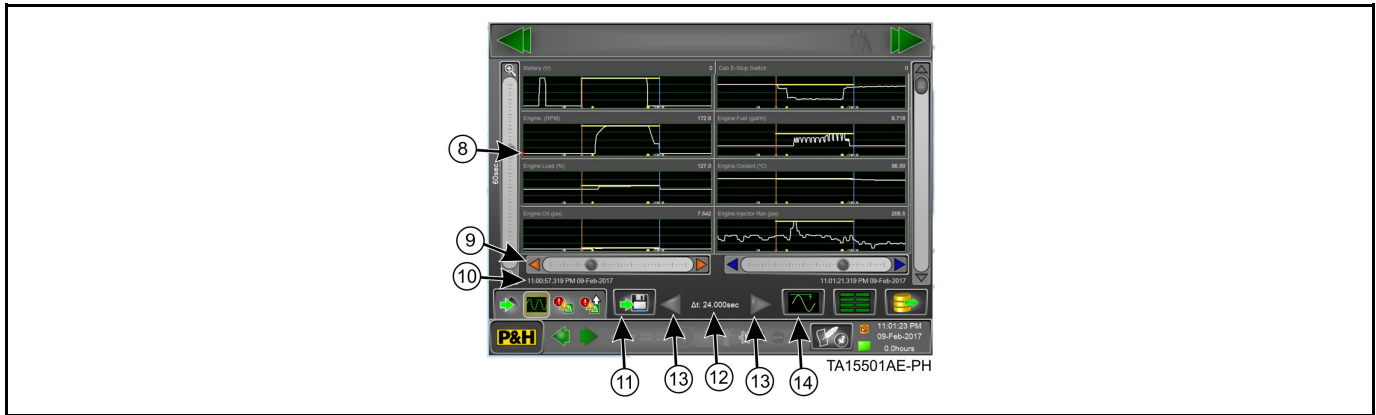 Battery (V) 0 Cab E-Stop Switch 0
Engine: (RPM) 172.6 Engine:Fuel (gal/hr) 6.718
8
60sec
Engine:Load (%) 127.0 Engine:Coolant (°C) 98.00
Engine:Oil (psi) 7.542 Engine:Injector Rail (psi) 208.5
9
10
11:00:57.319 PM 09-Feb-2017 11:01:21.319 PM 09-Feb-2017
Δt: 24.000sec
P&H
11:01:23 PM
09-Feb-2017
0.0hours
TA15501AE-PH
11 13 12 13 14